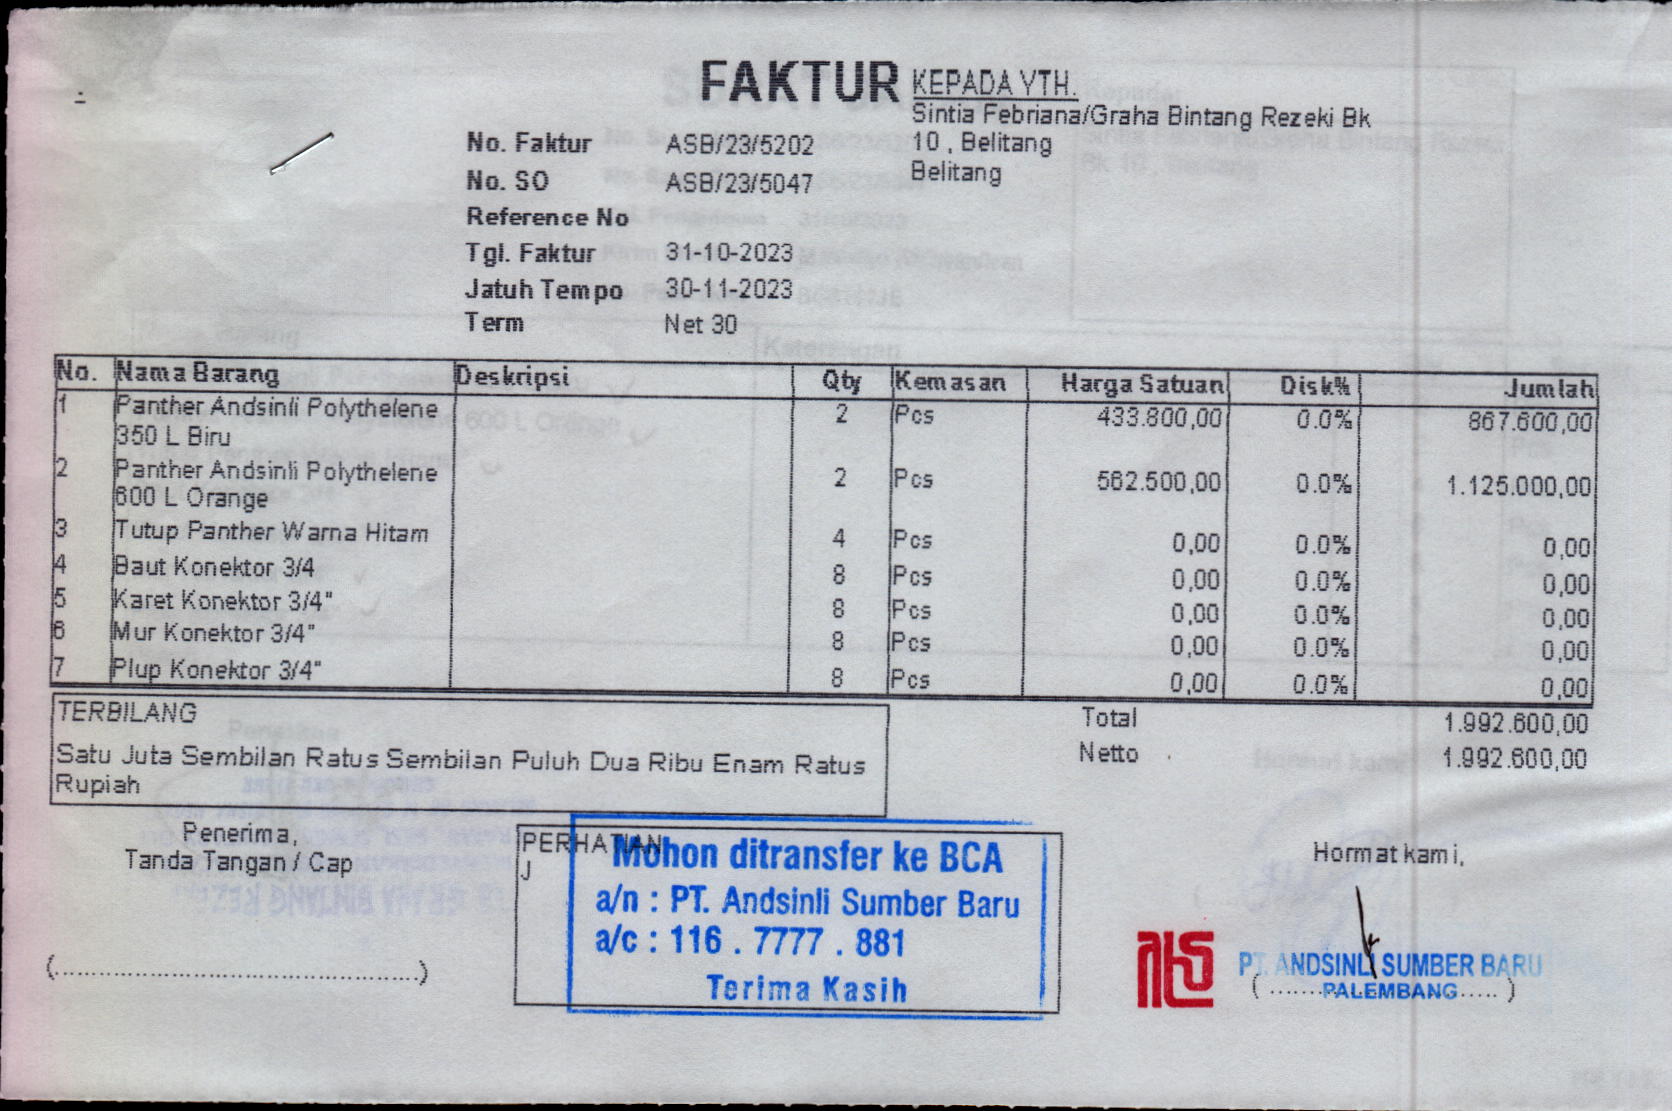 FAKTUR
KEPADA YTH.
Sintia Febriana/Graha Bintang Rezeki Bk
10 , Belitang
Belitang
No. Faktur ASB/23/5202
No. SO ASB/23/5047
Reference No
Tgl. Faktur 31-10-2023
Jatuh Tempo 30-11-2023
Term Net 30
No. Nama Barang Deskripsi Qty Kemasan Harga Satuan Disk% Jumlah
1 Panther Andsinli Polythelene 2 Pcs 433.800,00 0.0% 867.600,00
350 L Biru
2 Panther Andsinli Polythelene 2 Pcs 562.500,00 0.0% 1.125.000,00
600 L Orange
3 Tutup Panther Warna Hitam 4 Pcs 0,00 0.0% 0,00
4 Baut Konektor 3/4 8 Pcs 0,00 0.0% 0,00
5 Karet Konektor 3/4" 8 Pcs 0,00 0.0% 0,00
6 Mur Konektor 3/4" 8 Pcs 0,00 0.0% 0,00
7 Plup Konektor 3/4" 8 Pcs 0,00 0.0% 0,00
TERBILANG
Satu Juta Sembilan Ratus Sembilan Puluh Dua Ribu Enam Ratus
Rupiah
Total 1.992.600,00
Netto 1.992.600,00
Penerima,
Tanda Tangan / Cap
(..................................................)
PERHATIAN
J
Mohon ditransfer ke BCA
a/n : PT. Andsinli Sumber Baru
a/c : 116 . 7777 . 881
Terima Kasih
Hormat kami,
PT. ANDSINLI SUMBER BARU
( .......PALEMBANG..... )